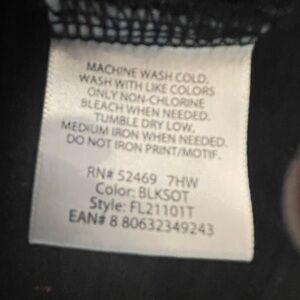 MACHINE WASH COLD,
WASH WITH LIKE COLORS
ONLY NON-CHLORINE
BLEACH WHEN NEEDED.
TUMBLE DRY LOW,
MEDIUM IRON WHEN NEEDED.
DO NOT IRON PRINT/MOTIF.
RN# 52469 7HW
Color: BLKSOT
Style: FL21101T
EAN# 8 80632349243